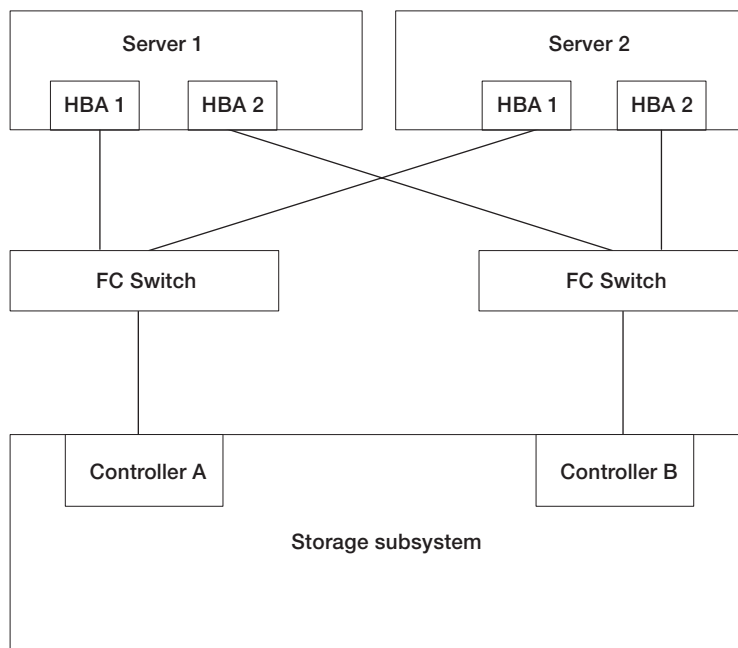 Server 1
Server 2
HBA 1
HBA 2
HBA 1
HBA 2
FC Switch
FC Switch
Controller A
Controller B
Storage subsystem